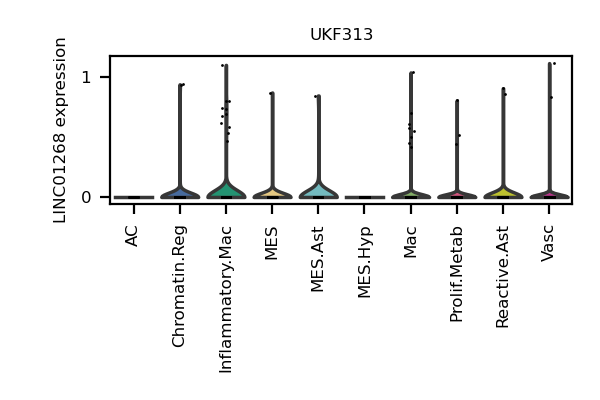 UKF313
LINC01268 expression
1
0
AC
Chromatin.Reg
Inflammatory.Mac
MES
MES.Ast
MES.Hyp
Mac
Prolif.Metab
Reactive.Ast
Vasc